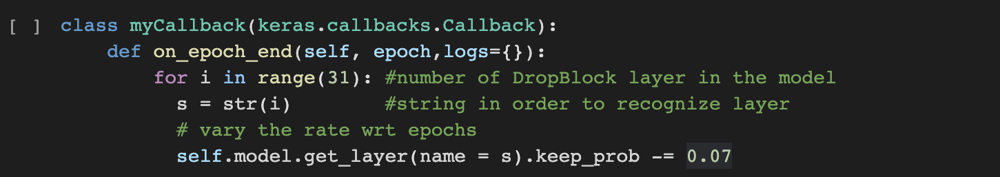 [ ] class myCallback(keras.callbacks.Callback):
def on_epoch_end(self, epoch,logs={}):
for i in range(31): #number of DropBlock layer in the model
s = str(i) #string in order to recognize layer
# vary the rate wrt epochs
self.model.get_layer(name = s).keep_prob -= 0.07